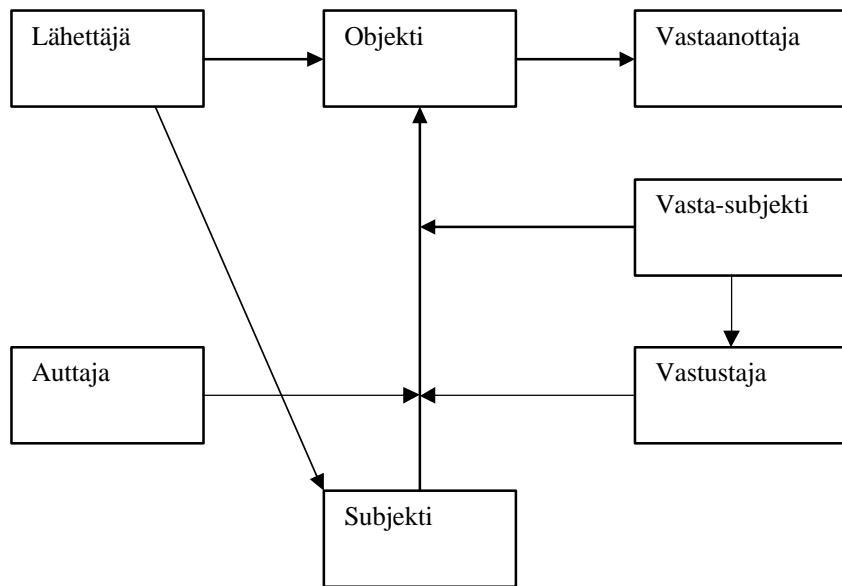 Lähettäjä
Objekti
Vastaanottaja
Vasta-subjekti
Auttaja
Vastustaja
Subjekti